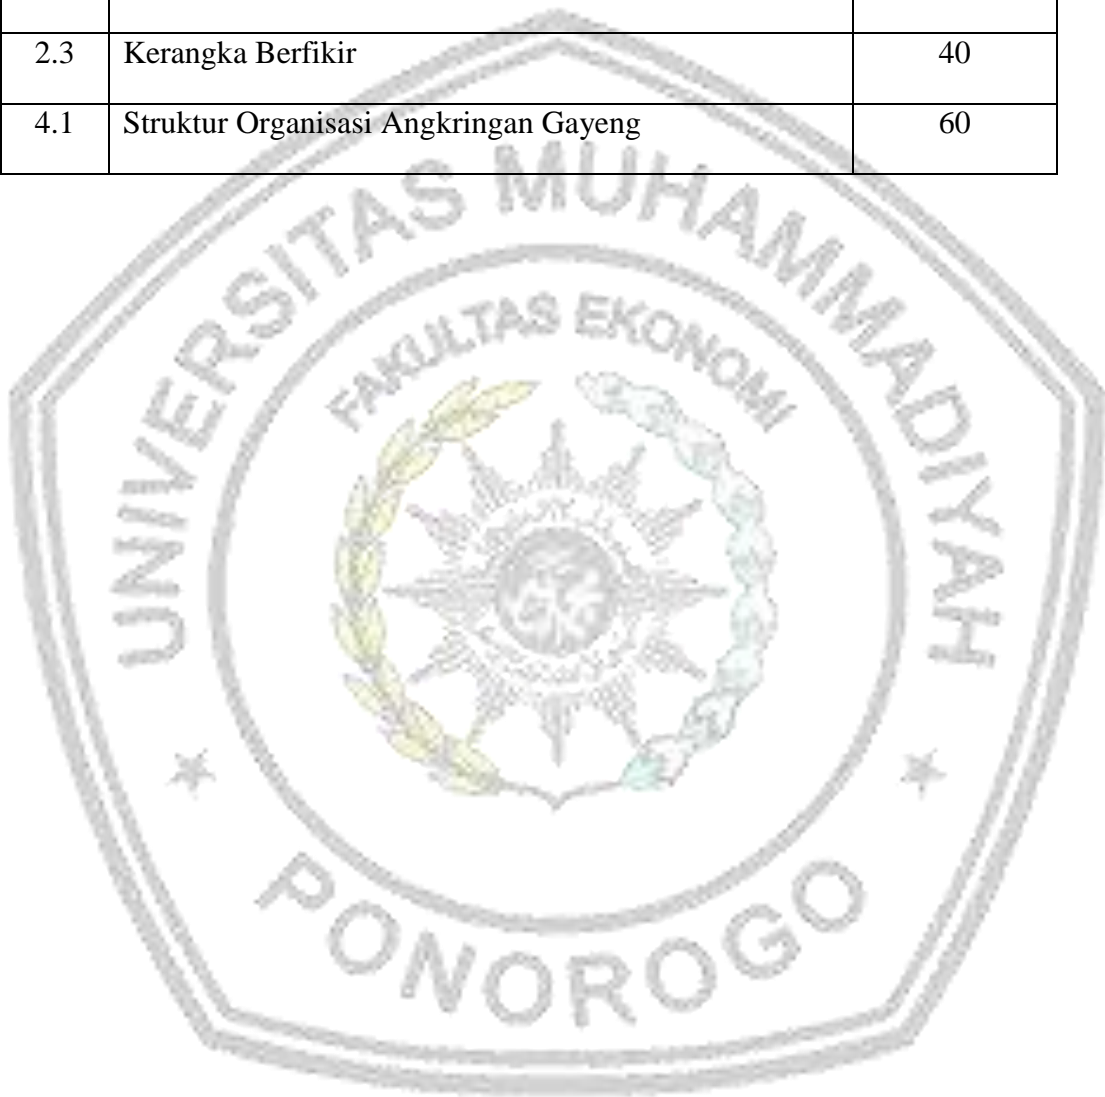 2.3 Kerangka Berfikir 40
4.1 Struktur Organisasi Angkringan Gayeng 60
UNIVERSITAS MUHAMMADIYAH
FAKULTAS EKONOMI
PONOROGO